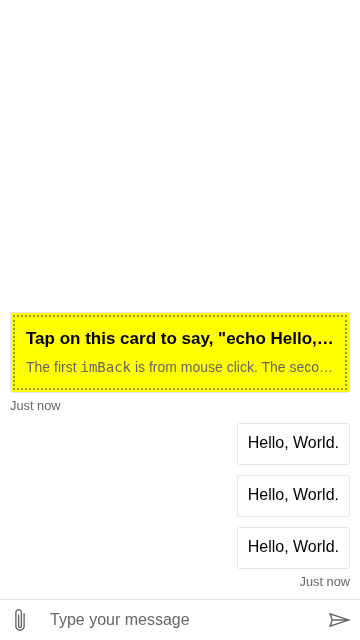 Tap on this card to say, "echo Hello,…
The first imBack is from mouse click. The seco…
Just now
Hello, World.
Hello, World.
Hello, World.
Just now
Type your message